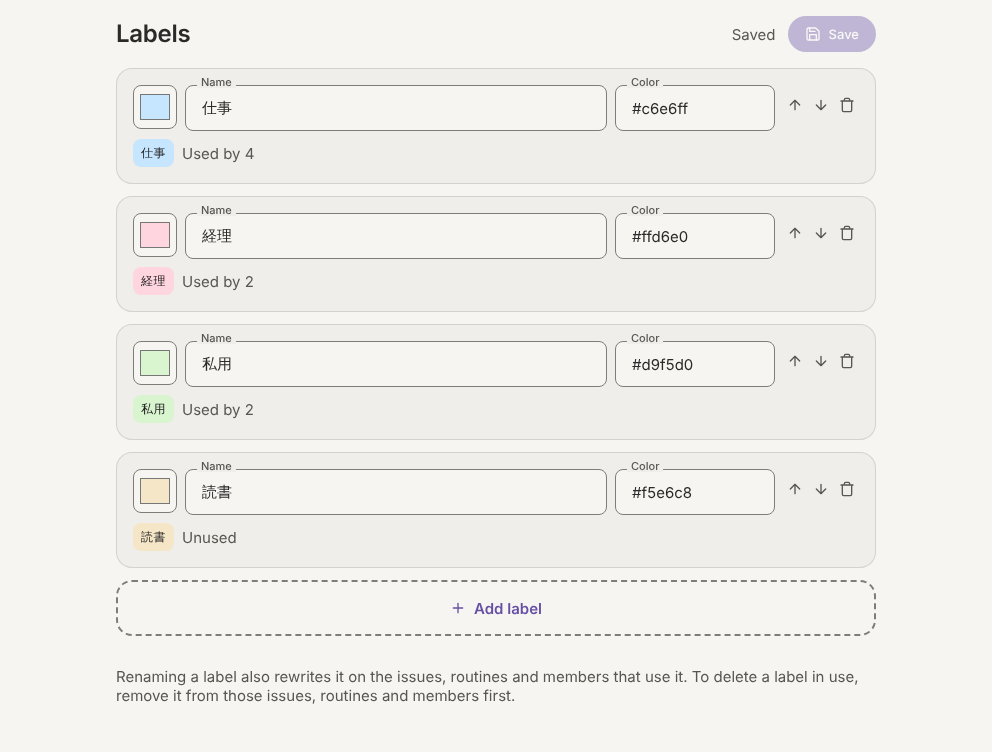 Labels
Saved
Save
Name
仕事
Color
#c6e6ff
仕事
Used by 4
Name
経理
Color
#ffd6e0
経理
Used by 2
Name
私用
Color
#d9f5d0
私用
Used by 2
Name
読書
Color
#f5e6c8
読書
Unused
+ Add label
Renaming a label also rewrites it on the issues, routines and members that use it. To delete a label in use,
remove it from those issues, routines and members first.